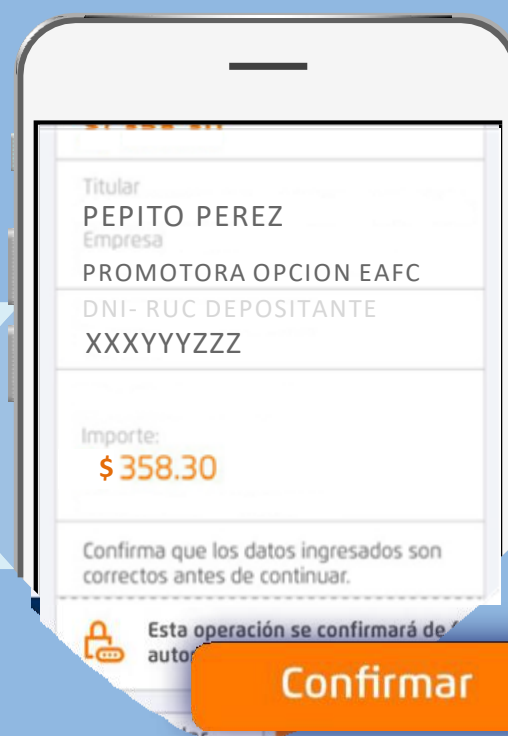 Titular
PEPITO PEREZ
Empresa
PROMOTORA OPCION EAFC
DNI- RUC DEPOSITANTE
XXXYYYZZZ
Importe:
$ 358.30
Confirma que los datos ingresados son
correctos antes de continuar.
Esta operación se confirmará de
Confirmar